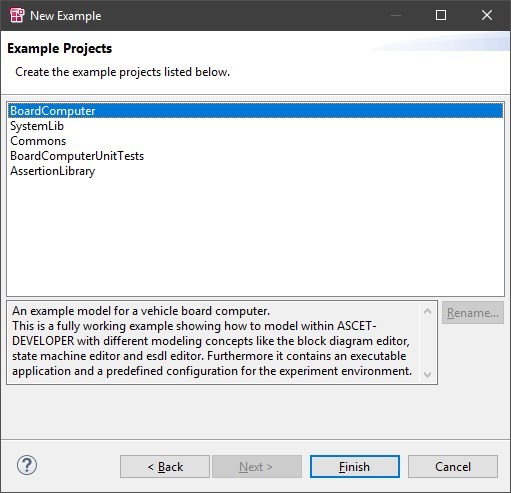 New Example
Example Projects
Create the example projects listed below.
BoardComputer
SystemLib
Commons
BoardComputerUnitTests
AssertionLibrary
An example model for a vehicle board computer.
This is a fully working example showing how to model within ASCET-
DEVELOPER with different modeling concepts like the block diagram editor,
state machine editor and esdl editor. Furthermore it contains an executable
application and a predefined configuration for the experiment environment.
Rename...
?
< Back
Next >
Finish
Cancel